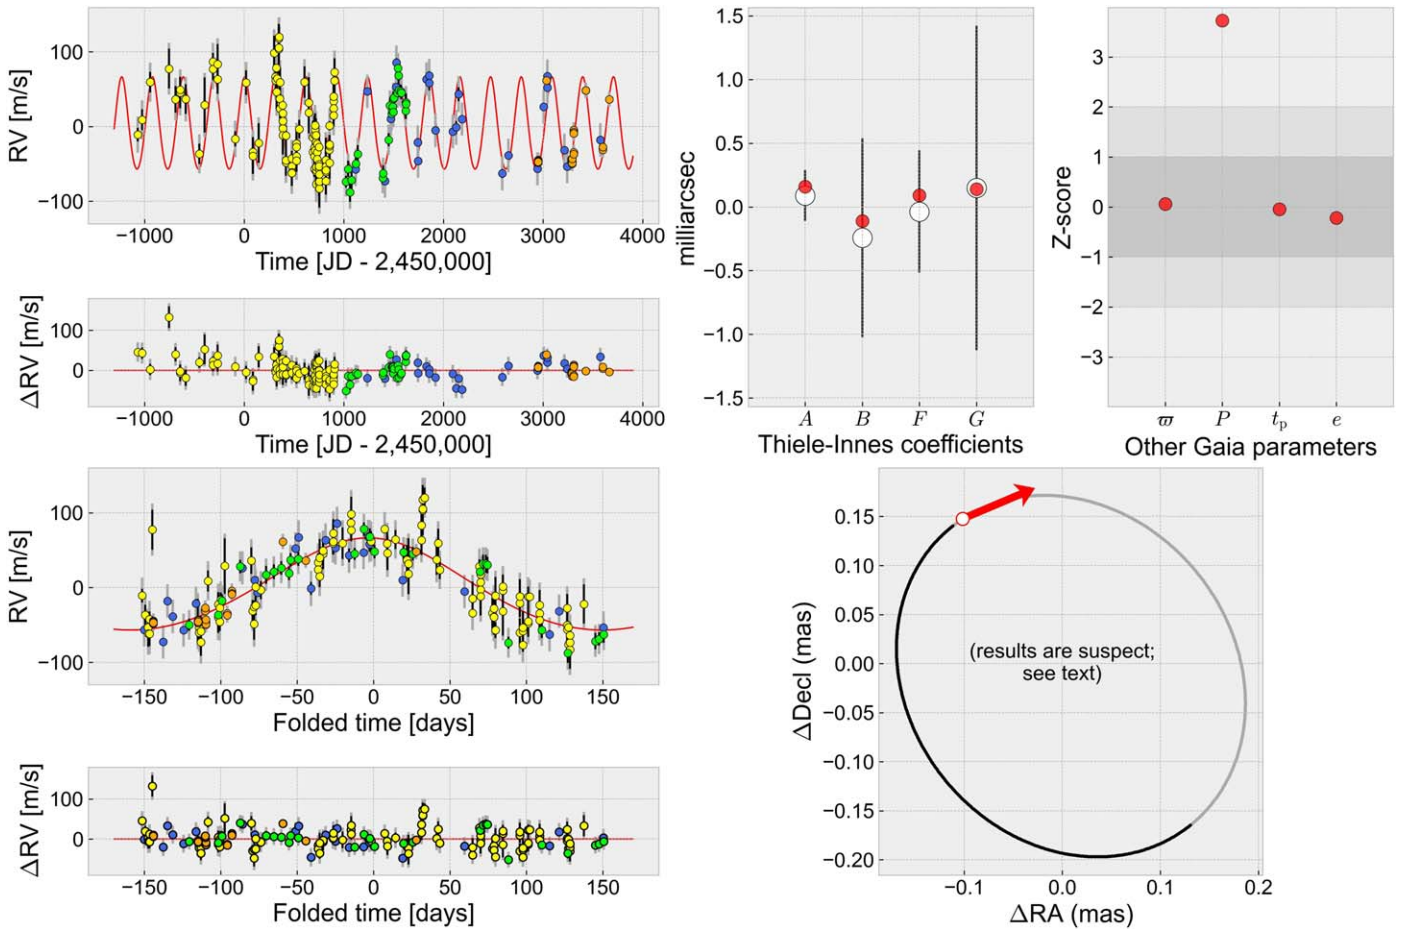 RV [m/s]
100
0
−100
−1000 0 1000 2000 3000 4000
Time [JD - 2,450,000]
ΔRV [m/s]
100
0
−1000 0 1000 2000 3000 4000
Time [JD - 2,450,000]
RV [m/s]
100
0
−100
−150 −100 −50 0 50 100 150
Folded time [days]
ΔRV [m/s]
100
0
−150 −100 −50 0 50 100 150
Folded time [days]
milliarcsec
1.5
1.0
0.5
0.0
−0.5
−1.0
−1.5
A B F G
Thiele-Innes coefficients
Z-score
3
2
1
0
−1
−2
−3
ϖ P tp e
Other Gaia parameters
ΔDecl (mas)
0.15
0.10
0.05
0.00
−0.05
−0.10
−0.15
−0.20
(results are suspect;
see text)
−0.1 0.0 0.1 0.2
ΔRA (mas)